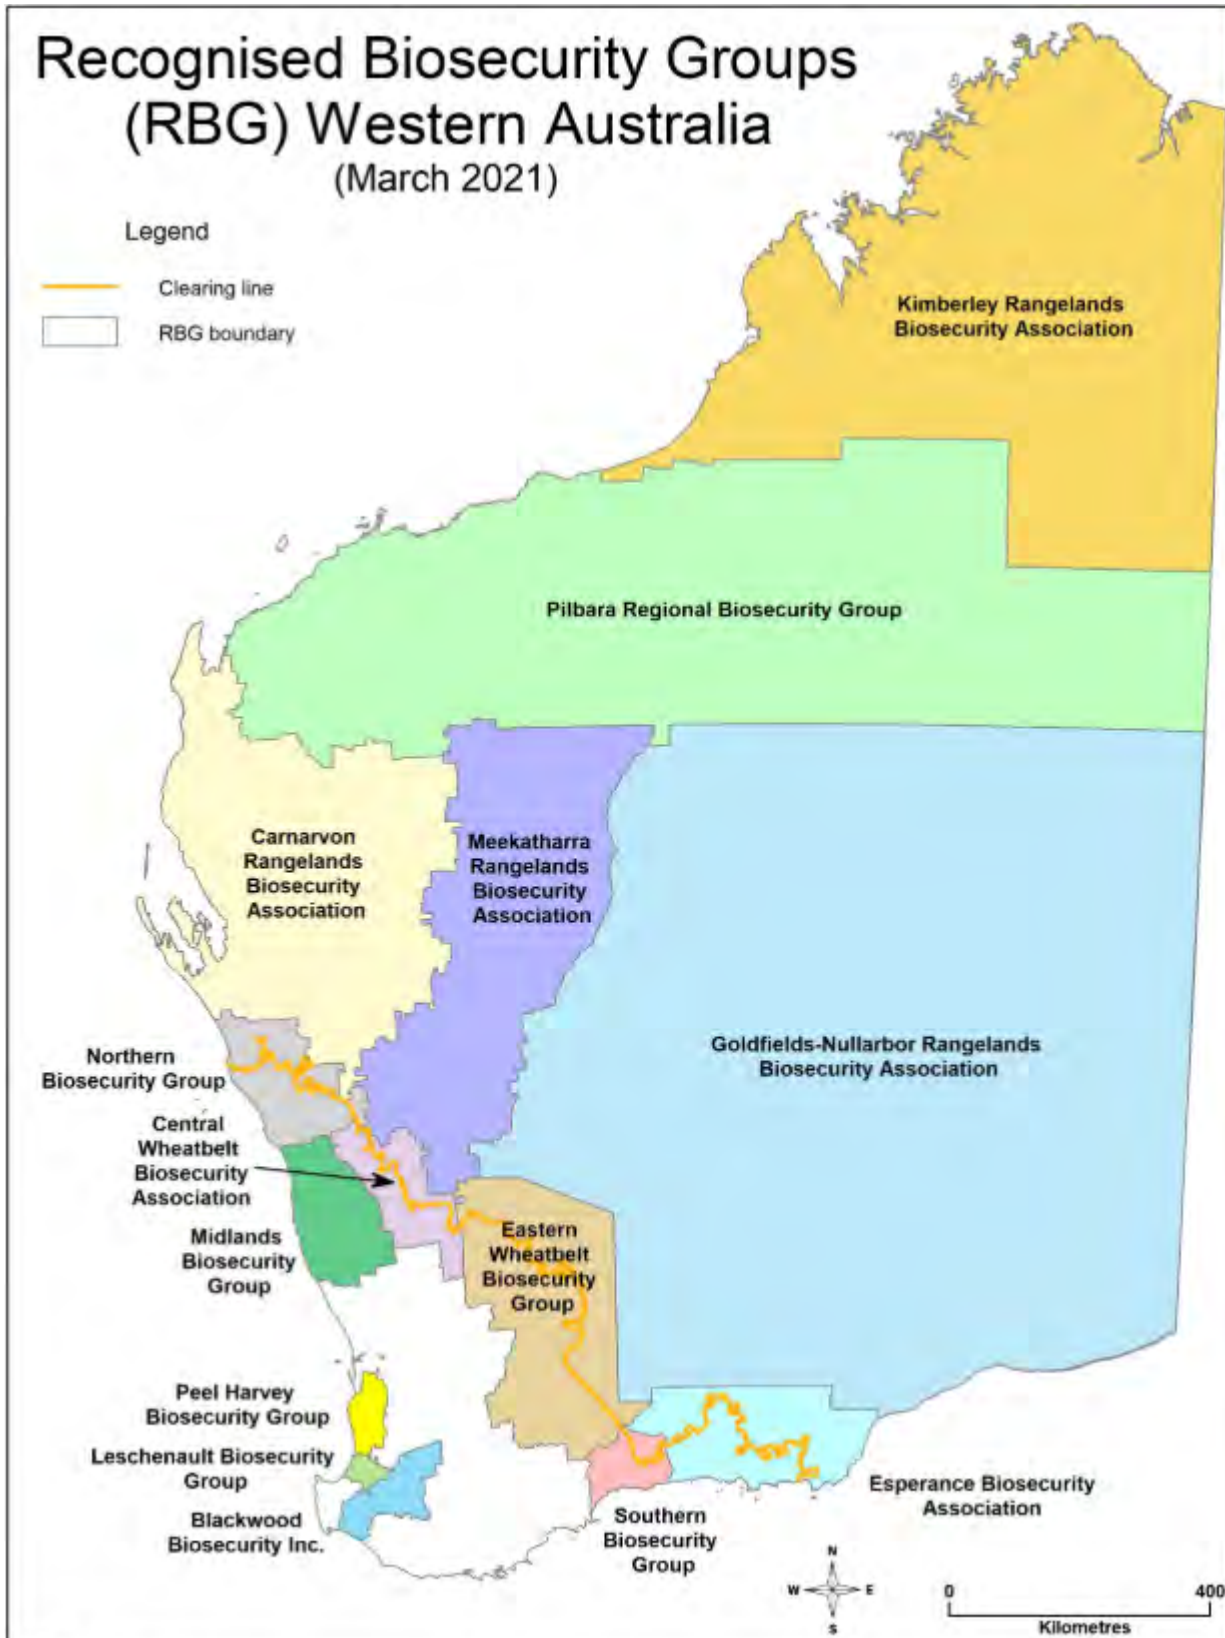 Recognised Biosecurity Groups
(RBG) Western Australia
(March 2021)
Legend
Clearing line
RBG boundary
Kimberley Rangelands
Biosecurity Association
Pilbara Regional Biosecurity Group
Carnarvon
Rangelands
Biosecurity
Association
Meekatharra
Rangelands
Biosecurity
Association
Goldfields-Nullarbor Rangelands
Biosecurity Association
Northern
Biosecurity Group
Central
Wheatbelt
Biosecurity
Association
Midlands
Biosecurity
Group
Eastern
Wheatbelt
Biosecurity
Group
Peel Harvey
Biosecurity Group
Leschenault Biosecurity
Group
Blackwood
Biosecurity Inc.
Southern
Biosecurity
Group
Esperance Biosecurity
Association
N
W E
S
0 400
Kilometres